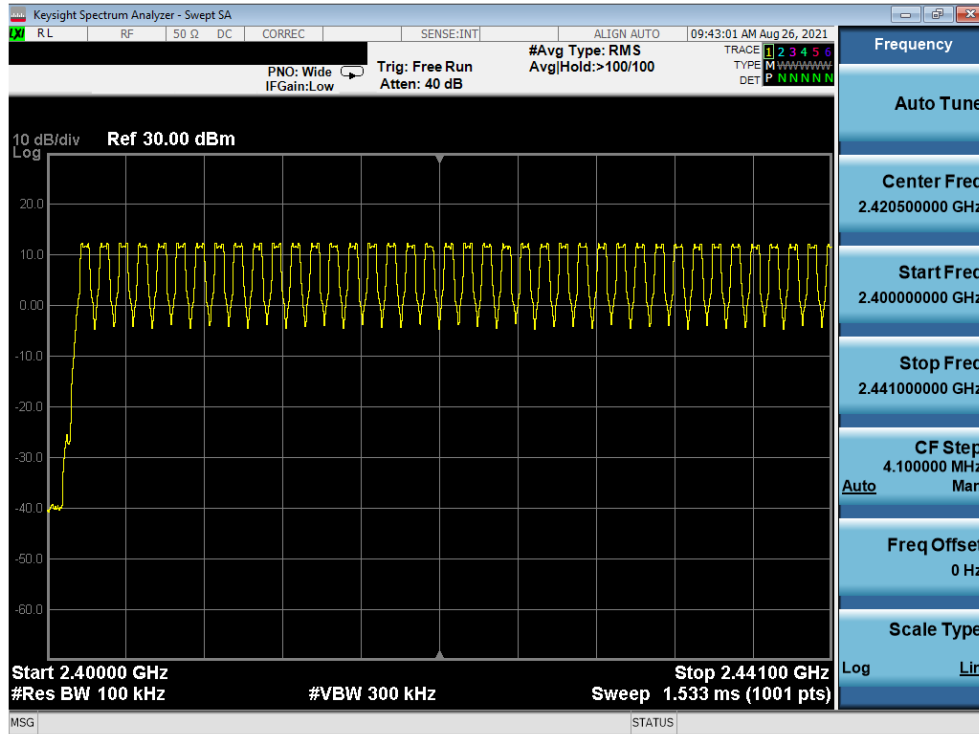 Keysight Spectrum Analyzer - Swept SA
LXI RL RF 50 Ω DC CORREC SENSE:INT ALIGN AUTO 09:43:01 AM Aug 26, 2021
#Avg Type: RMS TRACE 1 2 3 4 5 6
PNO: Wide Trig: Free Run Avg|Hold:>100/100 TYPE M WWWWW
IFGain:Low Atten: 40 dB DET P N N N N N
10 dB/div Ref 30.00 dBm
Log
20.0
10.0
0.00
-10.0
-20.0
-30.0
-40.0
-50.0
-60.0
Start 2.40000 GHz Stop 2.44100 GHz
#Res BW 100 kHz #VBW 300 kHz Sweep 1.533 ms (1001 pts)
MSG STATUS
Frequency
Auto Tune
Center Freq
2.420500000 GHz
Start Freq
2.400000000 GHz
Stop Freq
2.441000000 GHz
CF Step
4.100000 MHz
Auto Man
Freq Offset
0 Hz
Scale Type
Log Lin